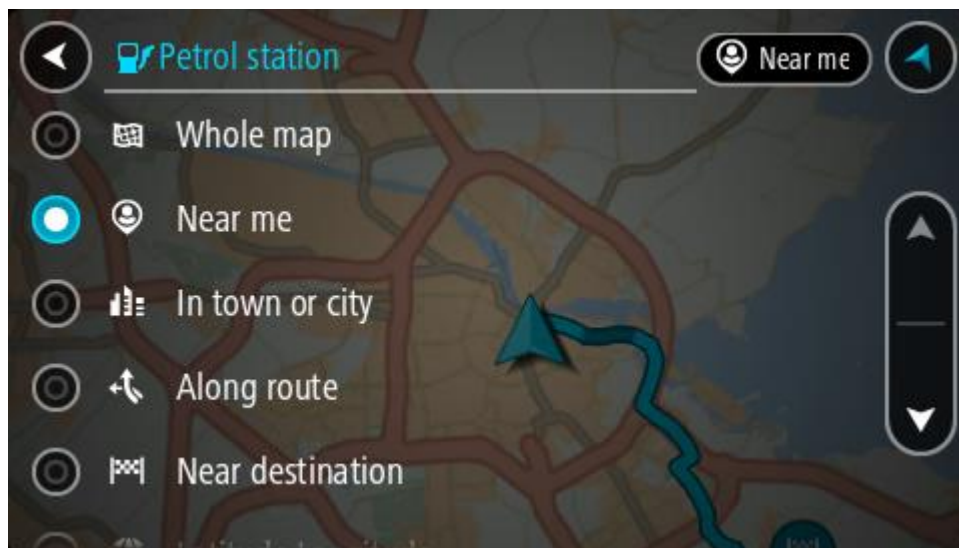 Petrol station
Near me
Whole map
Near me
In town or city
Along route
Near destination